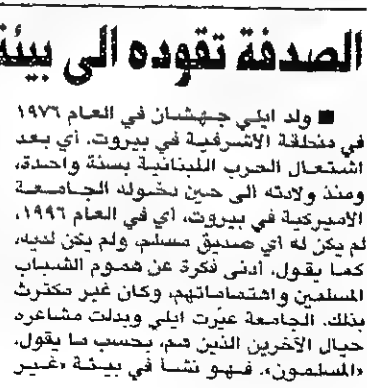 الصدفة تقوده الى بيئة
■ ولد ايلي جهشان في العام ١٩٧٦
في منطقة الاشرفية في بيروت، أي بعد
اشتعال الحرب اللبنانية بسنة واحدة،
ومنذ ولادته الى حين دخوله الجامعة
الاميركية في بيروت، اي في العام ١٩٩٦،
لم يكن له أي صديق مسلم، ولم يكن لديه،
كما يقول، أدنى فكرة عن هموم الشباب
المسلمين واهتماماتهم، وكان غير مكترث
بذلك. الجامعة غيّرت ايلي وبدلت مشاعره
حيال الآخرين الذين هم، بحسب ما يقول،
«المسلمون». فهو نشأ في بيئة «غير